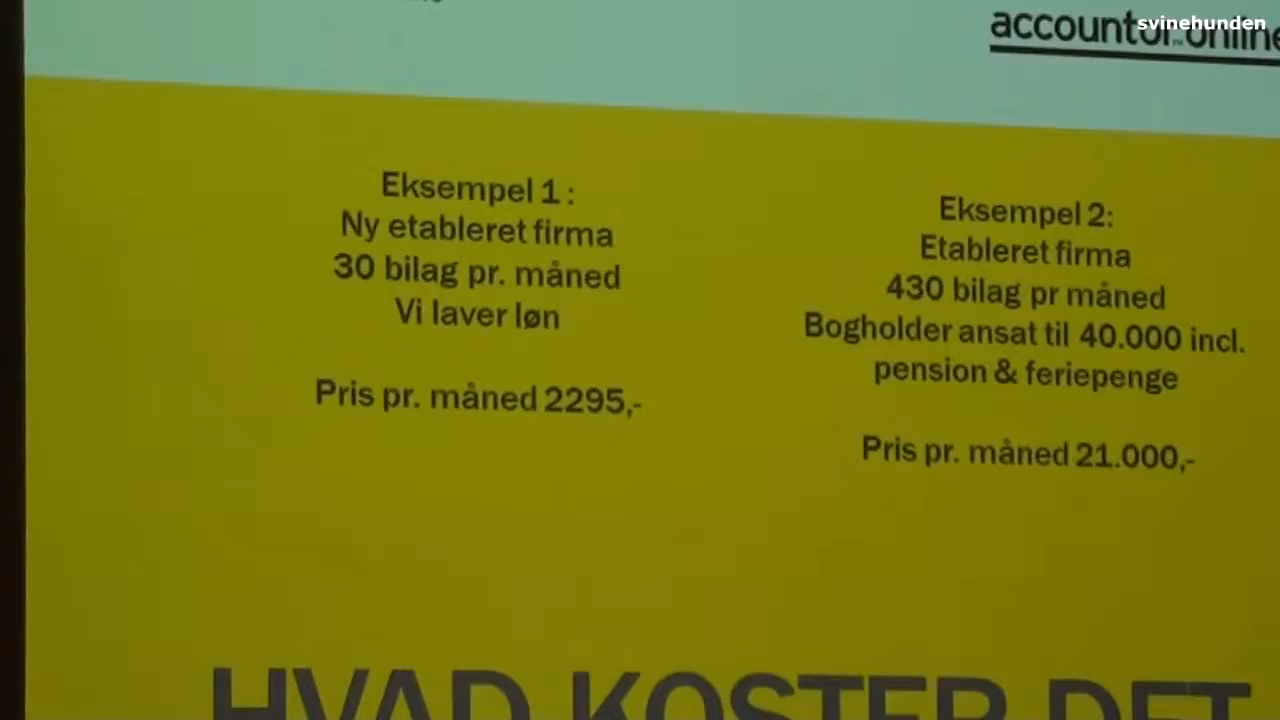 svinehunden
accountor online
Eksempel 1 :
Ny etableret firma
30 bilag pr. måned
Vi laver løn
Pris pr. måned 2295,-
Eksempel 2:
Etableret firma
430 bilag pr måned
Bogholder ansat til 40.000 incl.
pension & feriepenge
Pris pr. måned 21.000,-
HVAD KOSTER DET